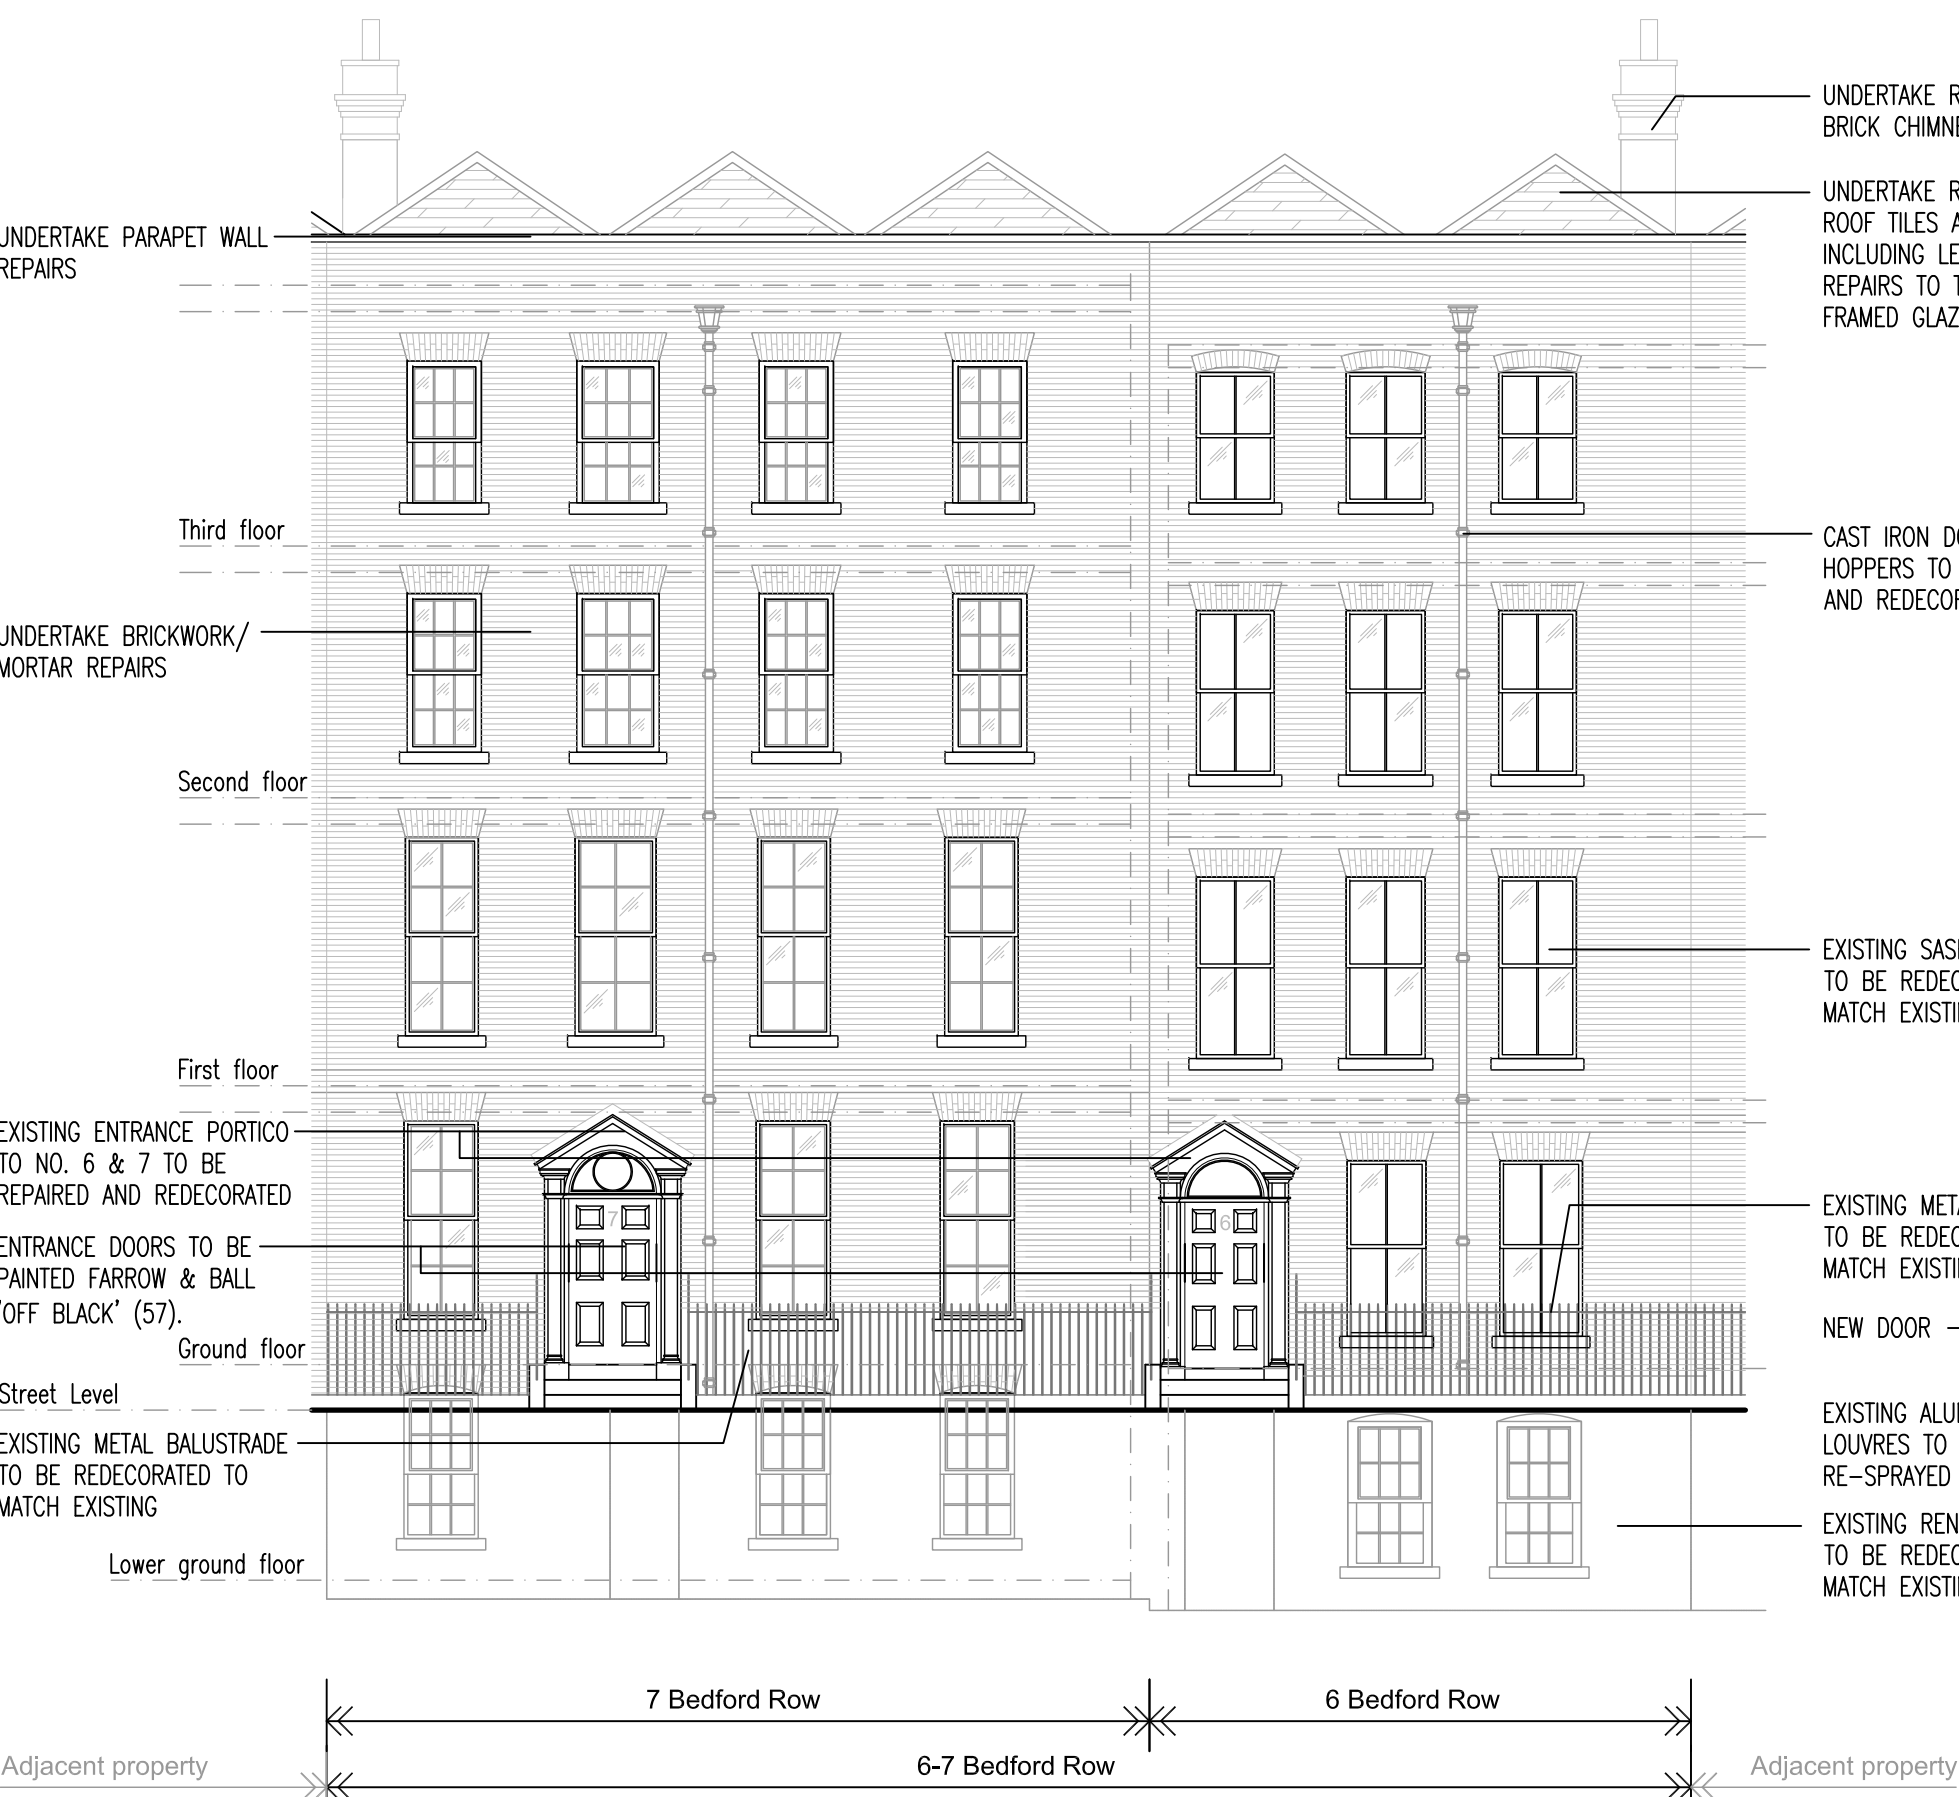 UNDERTAKE PARAPET WALL
REPAIRS
Third floor
UNDERTAKE BRICKWORK/
MORTAR REPAIRS
Second floor
First floor
EXISTING ENTRANCE PORTICO
TO NO. 6 & 7 TO BE
REPAIRED AND REDECORATED
ENTRANCE DOORS TO BE
PAINTED FARROW & BALL
'OFF BLACK' (57).
Ground floor
Street Level
EXISTING METAL BALUSTRADE
TO BE REDECORATED TO
MATCH EXISTING
Lower ground floor
7
6
UNDERTAKE
BRICK
UNDERTAKE
ROOF TILES
INCLUDING
REPAIRS TO
FRAMED
CAST IRON
HOPPERS TO
AND
EXISTING
TO BE
MATCH
EXISTING
TO BE
MATCH
NEW DOOR –
EXISTING
LOUVRES TO
RE-SPRAYED
EXISTING
TO BE
MATCH
7 Bedford Row
6 Bedford Row
Adjacent property
6-7 Bedford Row
Adjacent property